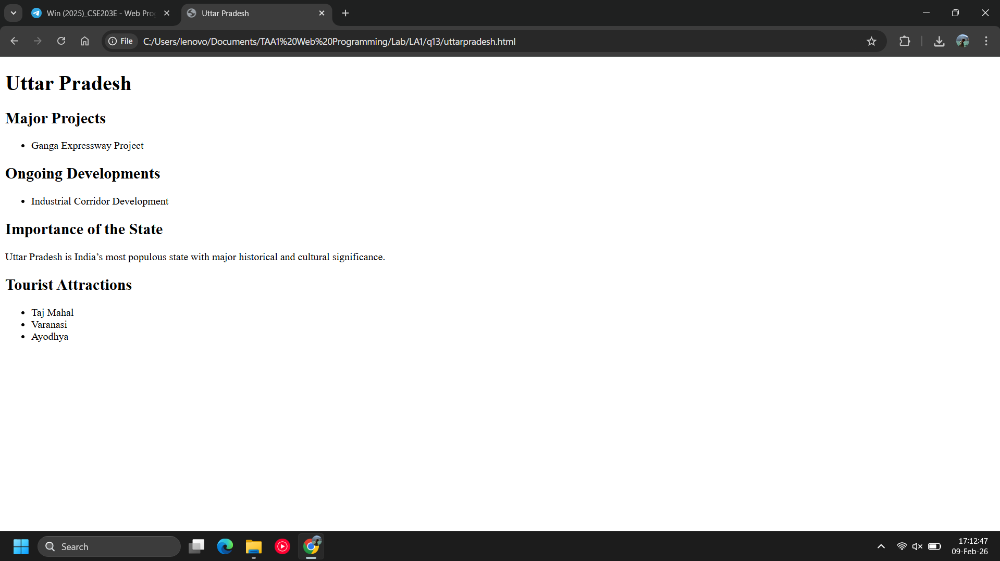 Win (2025)_CSE203E - Web Pro
Uttar Pradesh
File
C:/Users/lenovo/Documents/TAA1%20Web%20Programming/Lab/LA1/q13/uttarpradesh.html
Uttar Pradesh
Major Projects
Ganga Expressway Project
Ongoing Developments
Industrial Corridor Development
Importance of the State
Uttar Pradesh is India’s most populous state with major historical and cultural significance.
Tourist Attractions
Taj Mahal
Varanasi
Ayodhya
Search
17:12:47
09-Feb-26